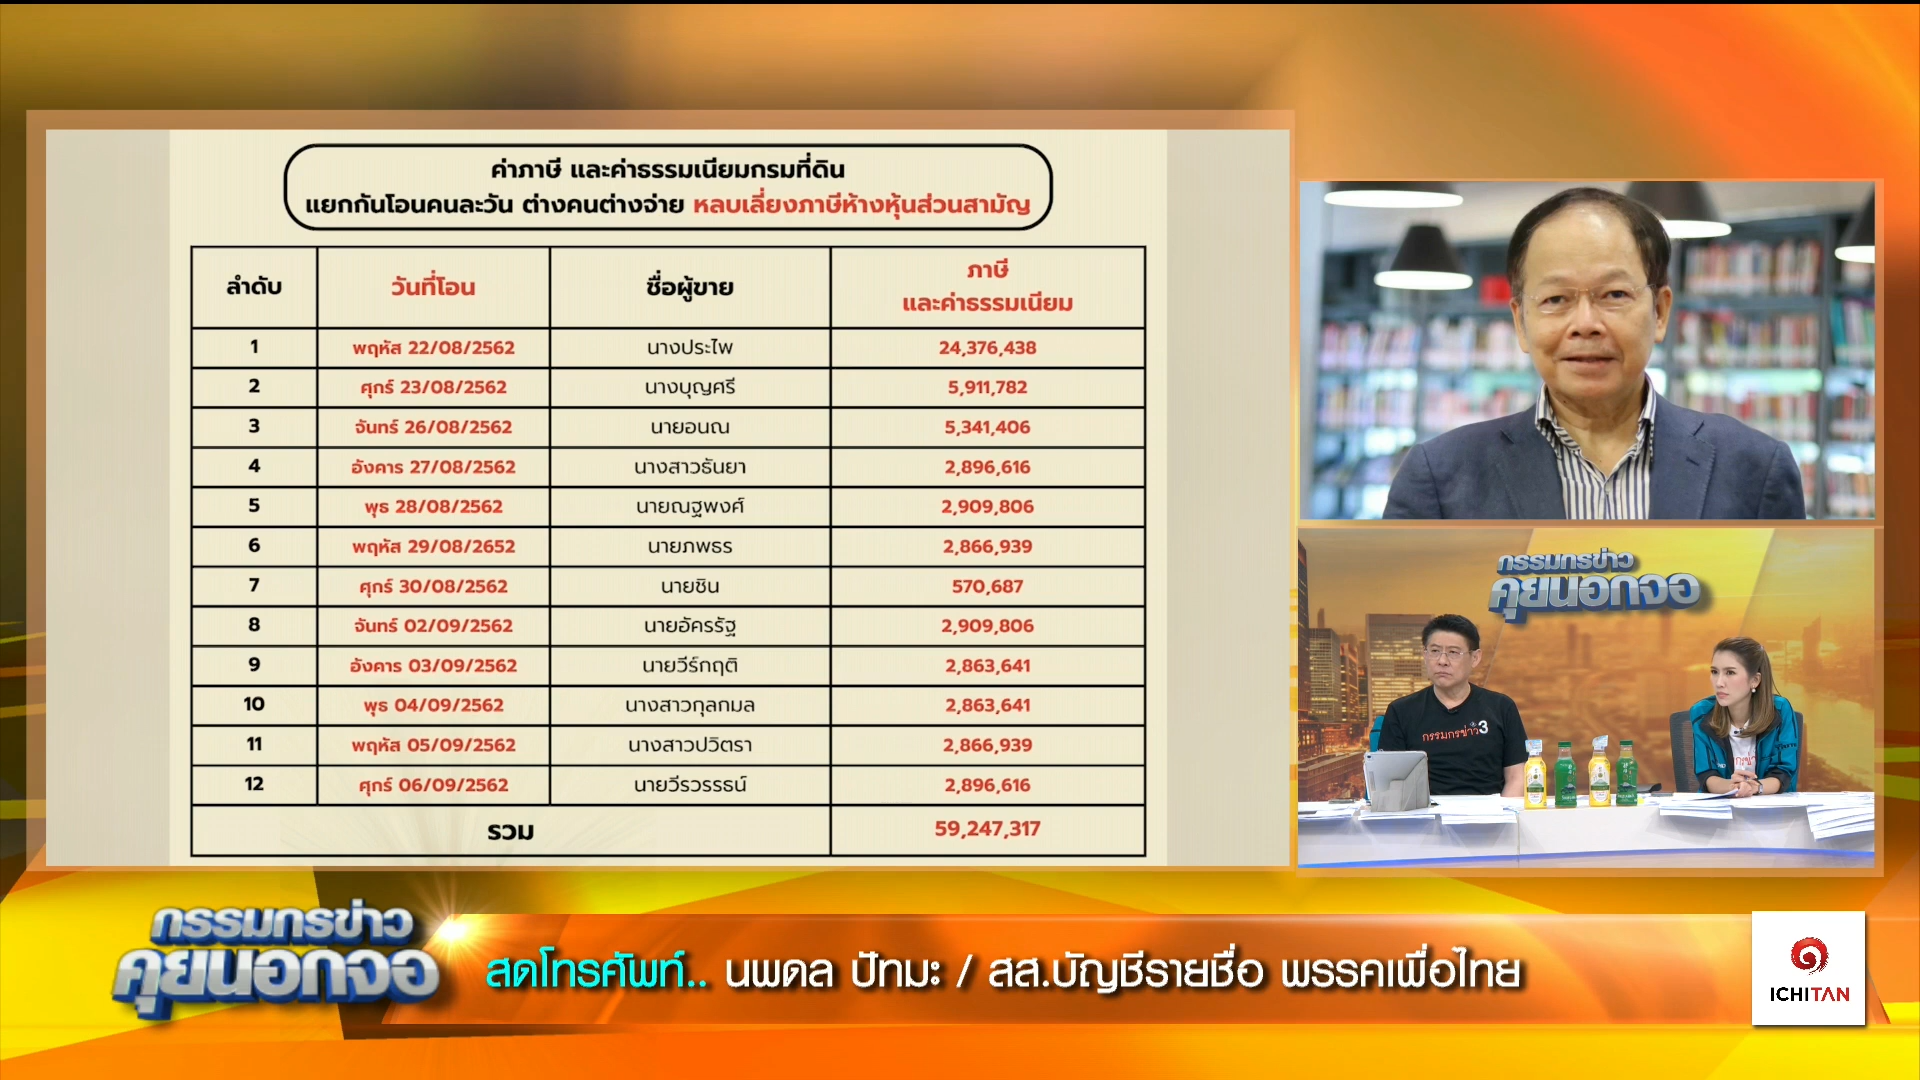 ค่าภาษี และค่าธรรมเนียมกรมที่ดิน
แยกกันโอนคนละวัน ต่างคนต่างจ่าย หลบเลี่ยงภาษีห้างหุ้นส่วนสามัญ
ลำดับ วันที่โอน ชื่อผู้ขาย ภาษี
และค่าธรรมเนียม
1 พฤหัส 22/08/2562 นางประไพ 24,376,438
2 ศุกร์ 23/08/2562 นางบุญศรี 5,911,782
3 จันทร์ 26/08/2562 นายอนณ 5,341,406
4 อังคาร 27/08/2562 นางสาวธันยา 2,896,616
5 พุธ 28/08/2562 นายณฐพงศ์ 2,909,806
6 พฤหัส 29/08/2652 นายภพธร 2,866,939
7 ศุกร์ 30/08/2562 นายชิน 570,687
8 จันทร์ 02/09/2562 นายอัครรัฐ 2,909,806
9 อังคาร 03/09/2562 นายวีร์กฤติ 2,863,641
10 พุธ 04/09/2562 นางสาวกุลกมล 2,863,641
11 พฤหัส 05/09/2562 นางสาวปวิตรา 2,866,939
12 ศุกร์ 06/09/2562 นายวีรวรรธน์ 2,896,616
รวม 59,247,317
กรรมกรข่าว
คุยนอกจอ
กรรมกรข่าว3
กรรมกรข่าว
คุยนอกจอ
สดโทรศัพท์.. นพดล ปัทมะ / สส.บัญชีรายชื่อ พรรคเพื่อไทย
ICHITAN